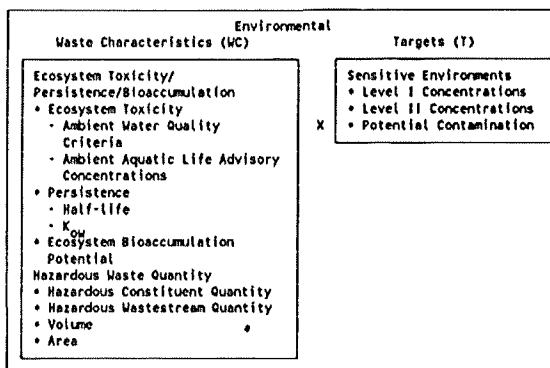 Environmental
Waste Characteristics (WC)
Targets (T)
Ecosystem Toxicity/
Persistence/Bioaccumulation
• Ecosystem Toxicity
- Ambient Water Quality
Criteria
- Ambient Aquatic Life Advisory
Concentrations
• Persistence
- Half-life
- Kow
• Ecosystem Bioaccumulation
Potential
Hazardous Waste Quantity
• Hazardous Constituent Quantity
• Hazardous Wastestream Quantity
• Volume
• Area
X
Sensitive Environments
• Level I Concentrations
• Level II Concentrations
• Potential Contamination